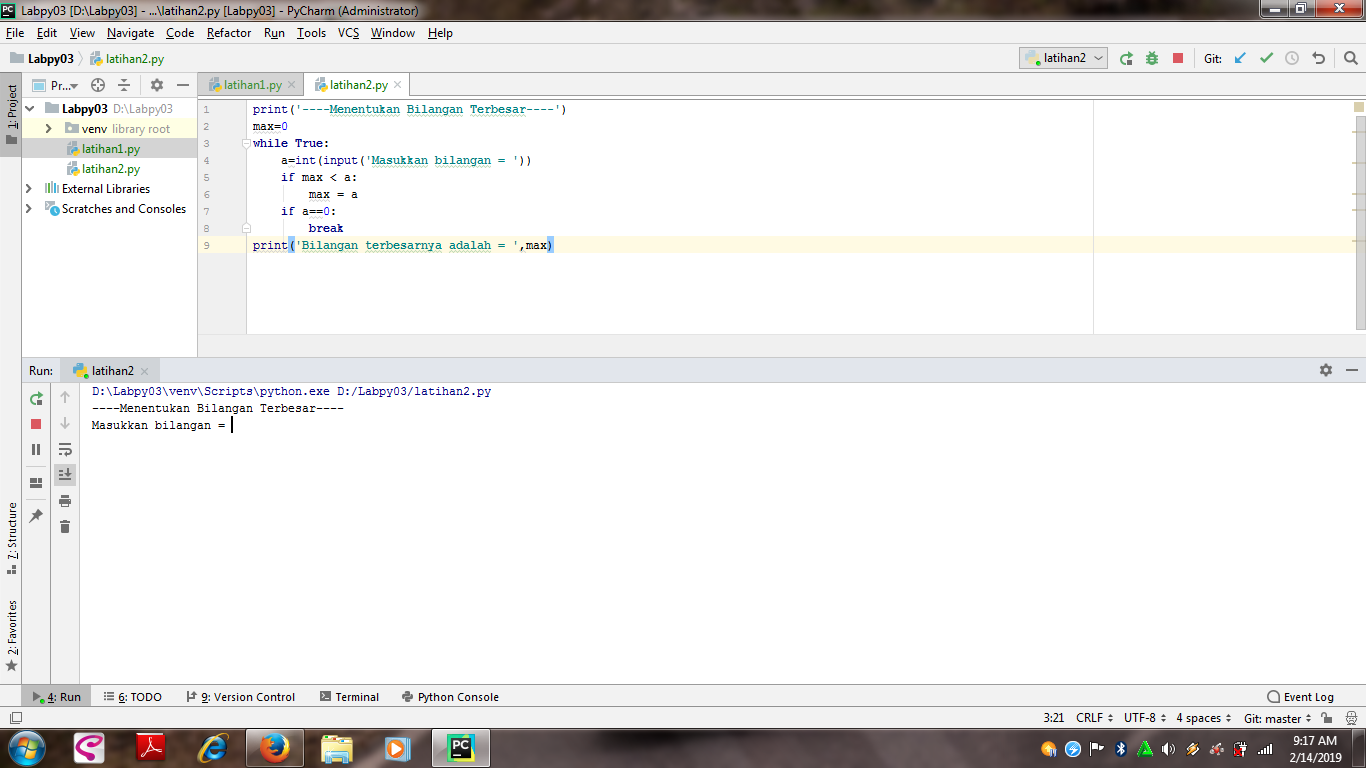 Labpy03 [D:\Labpy03] - ...\latihan2.py [Labpy03] - PyCharm (Administrator)
File Edit View Navigate Code Refactor Run Tools VCS Window Help
Labpy03 latihan2.py
latihan2 Git:
1: Project
Pr...
latihan1.py latihan2.py
Labpy03 D:\Labpy03
venv library root
latihan1.py
latihan2.py
External Libraries
Scratches and Consoles
1 print('----Menentukan Bilangan Terbesar----')
2 max=0
3 while True:
4 a=int(input('Masukkan bilangan = '))
5 if max < a:
6 max = a
7 if a==0:
8 break
9 print('Bilangan terbesarnya adalah = ',max)
Run: latihan2
D:\Labpy03\venv\Scripts\python.exe D:/Labpy03/latihan2.py
----Menentukan Bilangan Terbesar----
Masukkan bilangan =
7: Structure
2: Favorites
4: Run 6: TODO 9: Version Control Terminal Python Console Event Log
3:21 CRLF UTF-8 4 spaces Git: master
PC
9:17 AM
2/14/2019